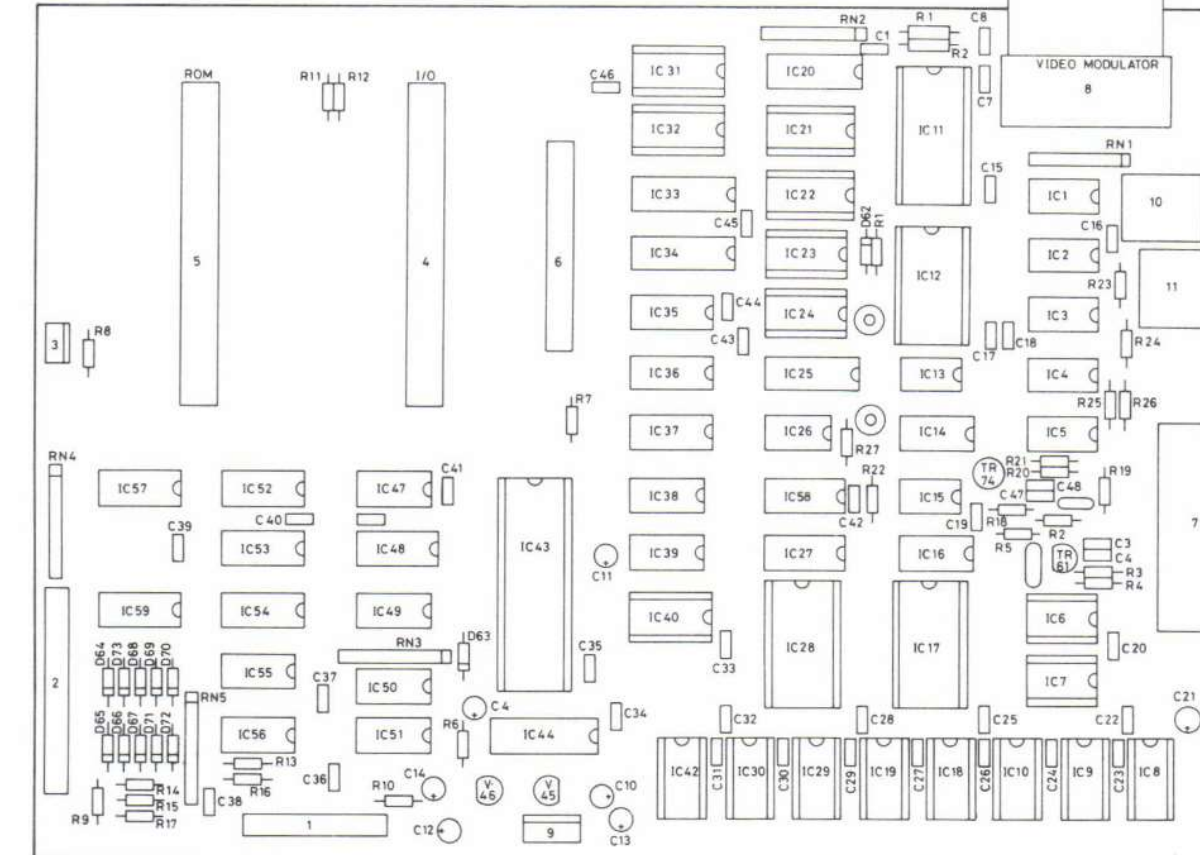 RN2
R1
C8
C1
R2
VIDEO MODULATOR
8
ROM
R11
R12
I/O
C46
IC31
IC20
C7
IC32
IC21
IC11
RN1
C15
IC33
IC22
IC1
10
C45
D62
R1
C16
IC34
IC23
IC2
5
4
6
IC12
R23
11
C44
IC35
IC24
IC3
R8
3
C43
C17
C18
R24
IC36
IC25
IC13
IC4
R7
R25
R26
IC37
IC26
R27
IC14
IC5
RN4
C41
TR
74
R21
R20
R19
IC57
IC52
IC47
R22
C47
C48
IC38
IC58
IC15
C39
C40
C42
C19
R18
R2
7
IC53
IC48
IC43
R5
C3
C4
IC39
IC27
IC16
TR
61
R3
R4
C11
IC59
IC54
IC49
IC40
IC6
RN3
D63
D64
D73
D68
D69
D70
C35
C33
IC28
IC17
C20
IC55
C37
IC50
IC7
2
RN5
C4
C34
C32
C28
C25
C22
C21
D65
D66
D67
D71
D72
R6
IC56
IC51
IC44
R13
R14
R16
C36
C14
IC42
C31
IC30
C30
IC29
C29
IC19
C27
IC18
C26
IC10
C24
IC9
C23
IC8
R15
R10
V
46
V
45
C10
R9
R17
C38
1
C12
9
C13